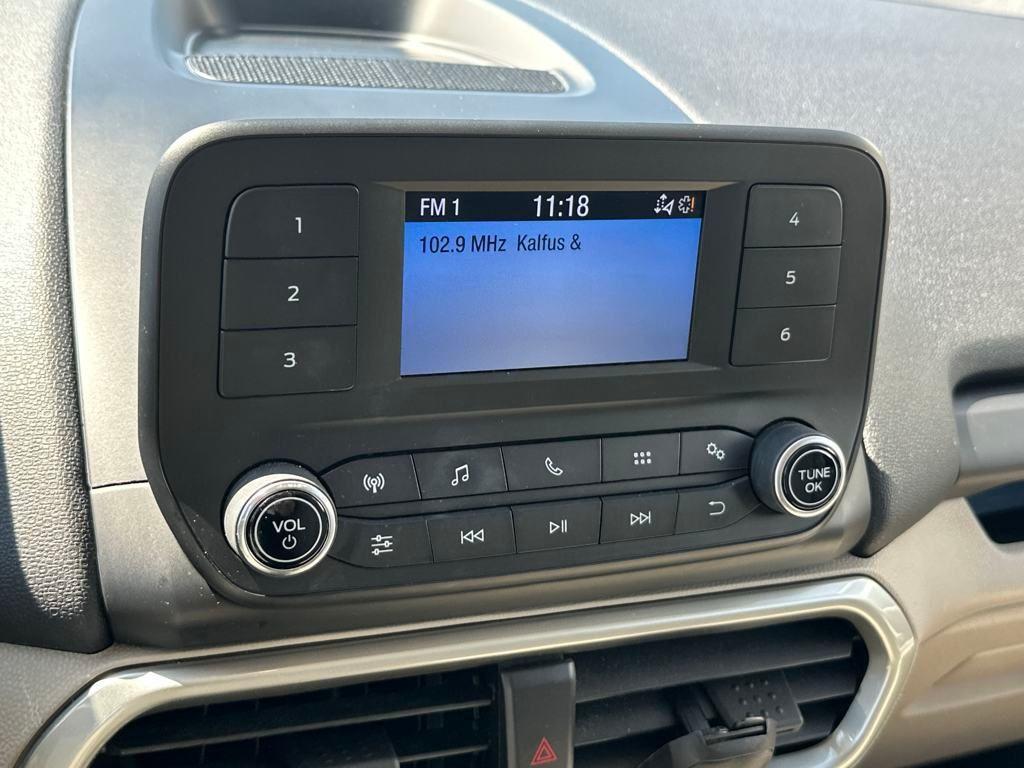 FM 1 11:18
102.9 MHz Kalfus &
1
2
3
4
5
6
VOL
TUNE
OK